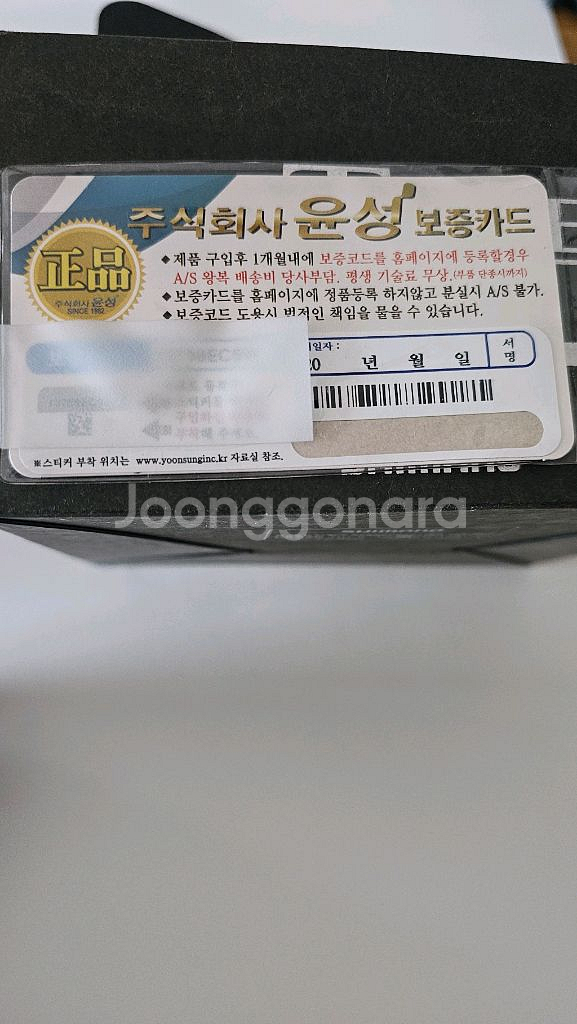 주식회사 윤성 보증카드
正品
주식회사 윤성
SINCE 1982
◆제품 구입후 1개월내에 보증코드를 홈페이지에 등록할경우
A/S 왕복 배송비 당사부담. 평생 기술료 무상.(부품 단종시까지)
◆보증카드를 홈페이지에 정품등록 하지않고 분실시 A/S 불가.
◆보증코드 도용시 법적인 책임을 물을 수 있습니다.
일자 :
20 년 월 일
서명
※스티커 부착 위치는 www.yoonsunginc.kr 자료실 참조.
Joonggonara